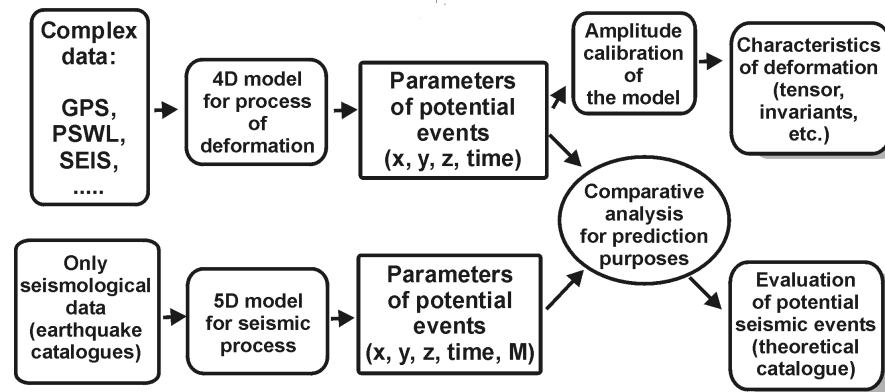 Complex
data:
GPS,
PSWL,
SEIS,
.....
4D model
for process
of
deformation
Parameters
of potential
events
(x, y, z, time)
Amplitude
calibration
of
the model
Characteristics
of deformation
(tensor,
invariants,
etc.)
Comparative
analysis
for prediction
purposes
Only
seismological
data
(earthquake
catalogues)
5D model
for seismic
process
Parameters
of potential
events
(x, y, z, time, M)
Evaluation
of potential
seismic events
(theoretical
catalogue)